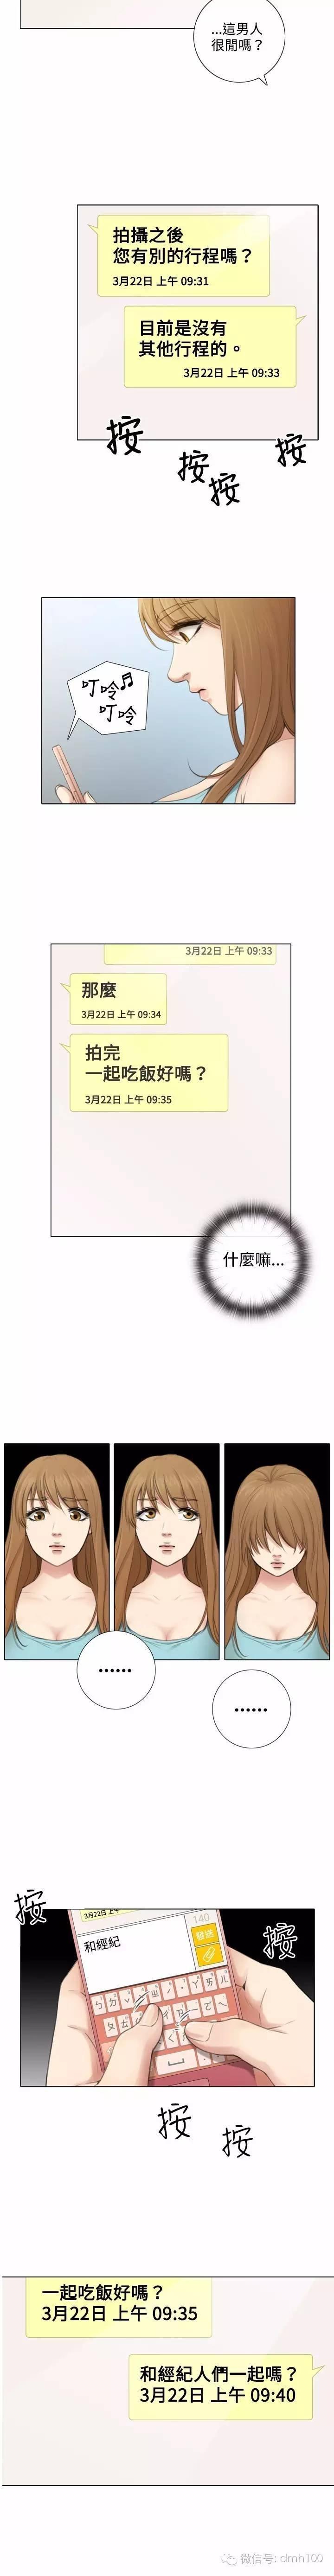 ...這男人
很閒嗎？
拍攝之後
您有別的行程嗎？
3月22日 上午 09:31
目前是沒有
其他行程的。
3月22日 上午 09:33
按
按
按
按
叮呤♬
叮呤
3月22日 上午 09:33
那麼
3月22日 上午 09:34
拍完
一起吃飯好嗎？
3月22日 上午 09:35
什麼嘛...
......
......
按
3月22日 上午
140
和經紀
發送
按
按
按
一起吃飯好嗎？
3月22日 上午 09:35
和經紀人們一起嗎？
3月22日 上午 09:40
微信号: dmh100